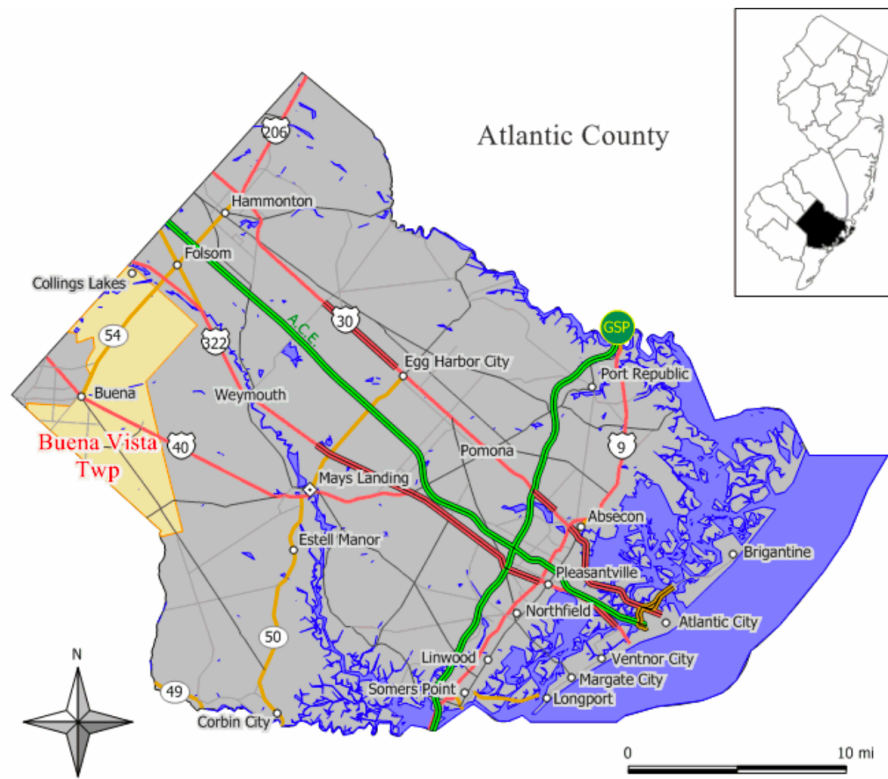 Atlantic County
206
Hammonton
Folsom
Collings Lakes
A.C.E.
30
GSP
54
322
Egg Harbor City
Port Republic
Buena
Weymouth
Buena Vista
Twp
40
Pomona
9
Mays Landing
Absecon
Estell Manor
Brigantine
Pleasantville
Northfield
Atlantic City
50
Linwood
Ventnor City
N
Somers Point
Margate City
49
Longport
Corbin City
0
10 mi